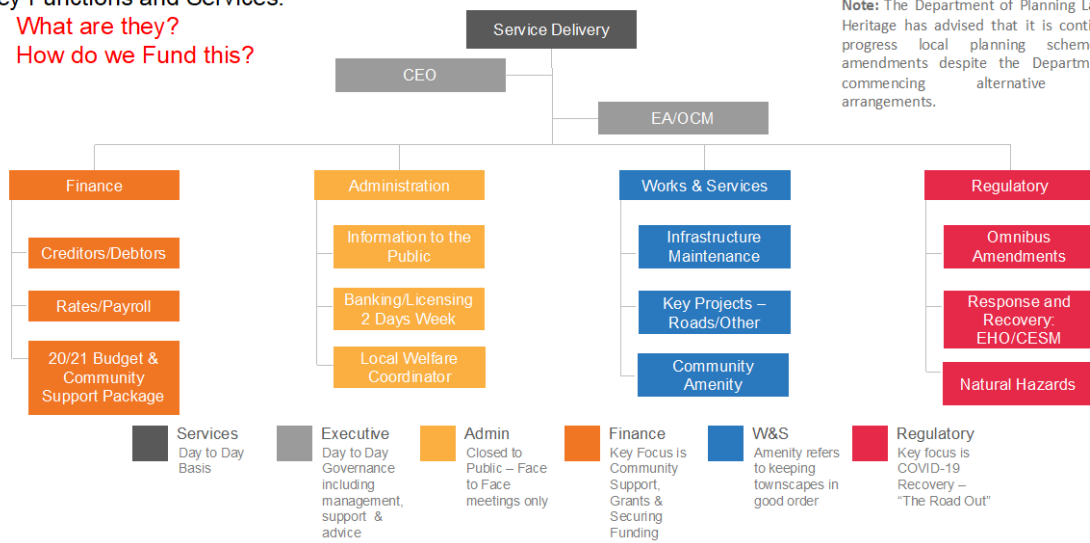 ey Functions and Services:
What are they?
How do we Fund this?
Service Delivery
CEO
EA/OCM
Note: The Department of Planning La
Heritage has advised that it is conti
progress local planning schem
amendments despite the Departm
commencing alternative
arrangements.
Finance
Creditors/Debtors
Rates/Payroll
20/21 Budget &
Community
Support Package
Administration
Information to the
Public
Banking/Licensing
2 Days Week
Local Welfare
Coordinator
Works & Services
Infrastructure
Maintenance
Key Projects –
Roads/Other
Community
Amenity
Regulatory
Omnibus
Amendments
Response and
Recovery:
EHO/CESM
Natural Hazards
Services
Day to Day
Basis
Executive
Day to Day
Governance
including
management,
support &
advice
Admin
Closed to
Public – Face
to Face
meetings only
Finance
Key Focus is
Community
Support,
Grants &
Securing
Funding
W&S
Amenity refers
to keeping
townscapes in
good order
Regulatory
Key focus is
COVID-19
Recovery –
“The Road Out”